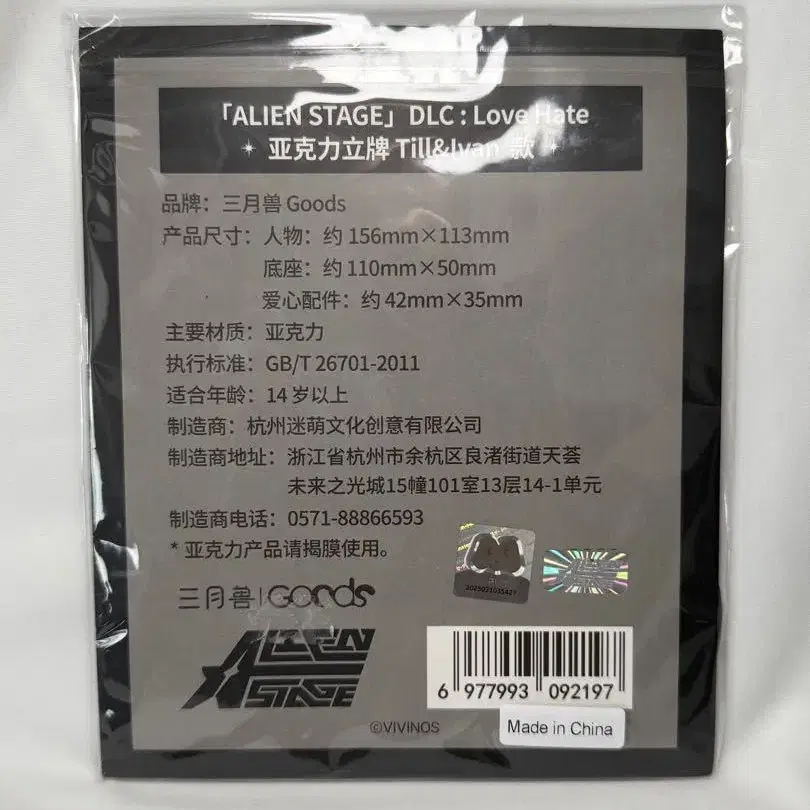 「ALIEN STAGE」DLC : Love Hate
亚克力立牌 Till&Ivan 款
品牌：三月兽 Goods
产品尺寸：人物：约 156mm×113mm
底座：约 110mm×50mm
爱心配件：约 42mm×35mm
主要材质：亚克力
执行标准：GB/T 26701-2011
适合年龄：14 岁以上
制造商：杭州迷萌文化创意有限公司
制造商地址：浙江省杭州市余杭区良渚街道天荟
未来之光城15幢101室13层14-1单元
制造商电话：0571-88866593
* 亚克力产品请揭膜使用。
三月兽 | Goods
ALIEN
STAGE
6 977993 092197
©VIVINOS
Made in China